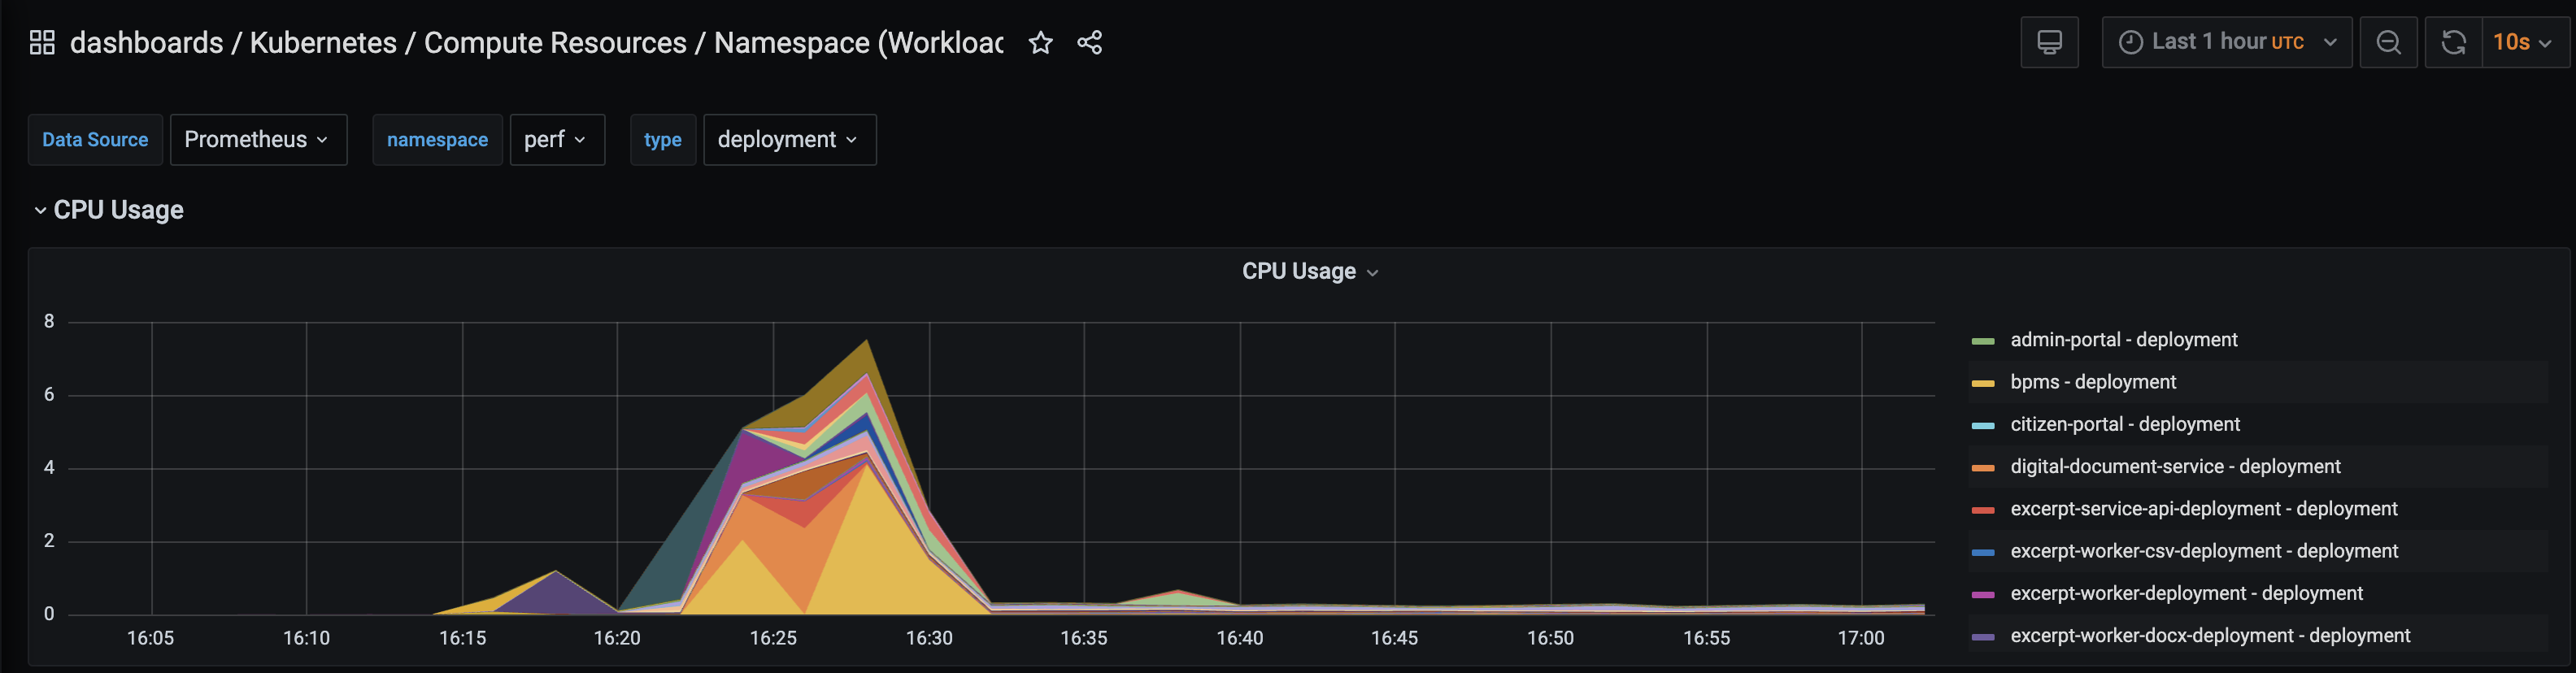 dashboards / Kubernetes / Compute Resources / Namespace (Workload
Last 1 hour UTC
10s
Data Source Prometheus namespace perf type deployment
CPU Usage
CPU Usage
8
6
4
2
0
16:05 16:10 16:15 16:20 16:25 16:30 16:35 16:40 16:45 16:50 16:55 17:00
admin-portal - deployment
bpms - deployment
citizen-portal - deployment
digital-document-service - deployment
excerpt-service-api-deployment - deployment
excerpt-worker-csv-deployment - deployment
excerpt-worker-deployment - deployment
excerpt-worker-docx-deployment - deployment